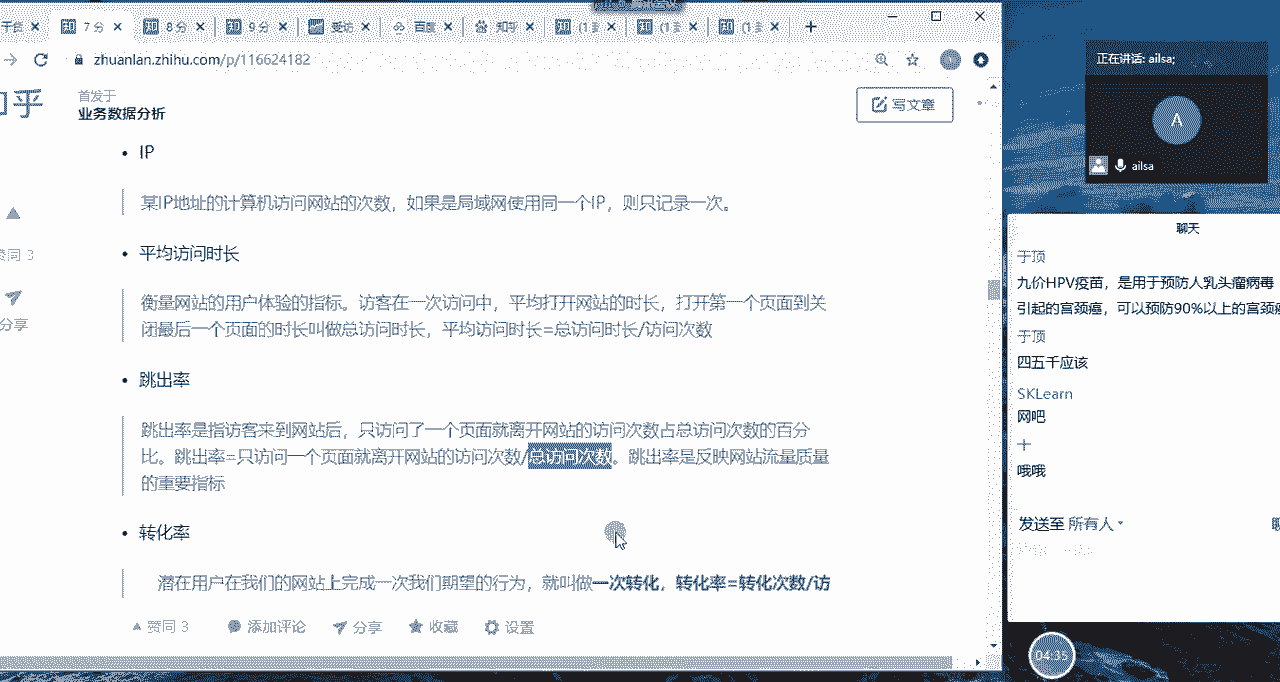 7 分
8 分
9 分
受访
百度
知乎
(1 封
(1 封
(1 封
zhuanlan.zhihu.com/p/116624182
乎
首发于
业务数据分析
写文章
IP
某IP地址的计算机访问网站的次数，如果是局域网使用同一个IP，则只记录一次。
赞同 3
平均访问时长
衡量网站的用户体验的指标。访客在一次访问中，平均打开网站的时长，打开第一个页面到关
分享
闭最后一个页面的时长叫做总访问时长，平均访问时长=总访问时长/访问次数
跳出率
跳出率是指访客来到网站后，只访问了一个页面就离开网站的访问次数占总访问次数的百分
比。跳出率=只访问一个页面就离开网站的访问次数/总访问次数。跳出率是反映网站流量质量
的重要指标
转化率
潜在用户在我们的网站上完成一次我们期望的行为，就叫做一次转化，转化率=转化次数/访
赞同 3 添加评论 分享 收藏 设置
正在讲话: ailsa;
A
ailsa
聊天
于顶
九价HPV疫苗，是用于预防人乳头瘤病毒
引起的宫颈癌，可以预防90%以上的宫颈癌
于顶
四五千应该
SKLearn
网吧
+
哦哦
发送至 所有人
04:35